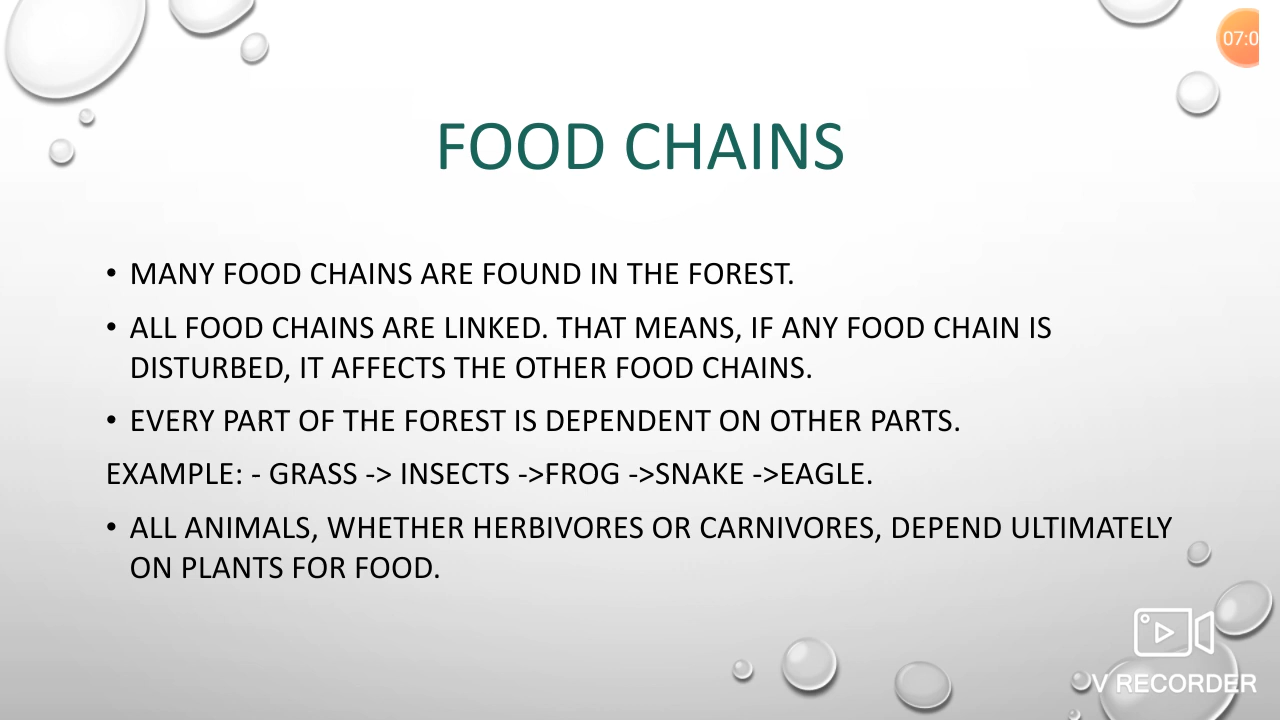 07:0
FOOD CHAINS
• MANY FOOD CHAINS ARE FOUND IN THE FOREST.
• ALL FOOD CHAINS ARE LINKED. THAT MEANS, IF ANY FOOD CHAIN IS
DISTURBED, IT AFFECTS THE OTHER FOOD CHAINS.
• EVERY PART OF THE FOREST IS DEPENDENT ON OTHER PARTS.
EXAMPLE: - GRASS -> INSECTS ->FROG ->SNAKE ->EAGLE.
• ALL ANIMALS, WHETHER HERBIVORES OR CARNIVORES, DEPEND ULTIMATELY
ON PLANTS FOR FOOD.
V RECORDER